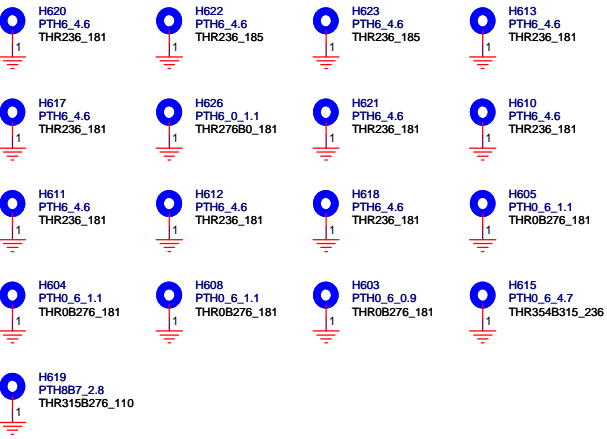 H620
PTH6_4.6
THR236_181
1
H622
PTH6_4.6
THR236_185
1
H623
PTH6_4.6
THR236_185
1
H613
PTH6_4.6
THR236_181
1
H617
PTH6_4.6
THR236_181
1
H626
PTH6_0_1.1
THR276B0_181
1
H621
PTH6_4.6
THR236_181
1
H610
PTH6_4.6
THR236_181
1
H611
PTH6_4.6
THR236_181
1
H612
PTH6_4.6
THR236_181
1
H618
PTH6_4.6
THR236_181
1
H605
PTH0_6_1.1
THR0B276_181
1
H604
PTH0_6_1.1
THR0B276_181
1
H608
PTH0_6_1.1
THR0B276_181
1
H603
PTH0_6_0.9
THR0B276_181
1
H615
PTH0_6_4.7
THR354B315_236
1
H619
PTH8B7_2.8
THR315B276_110
1